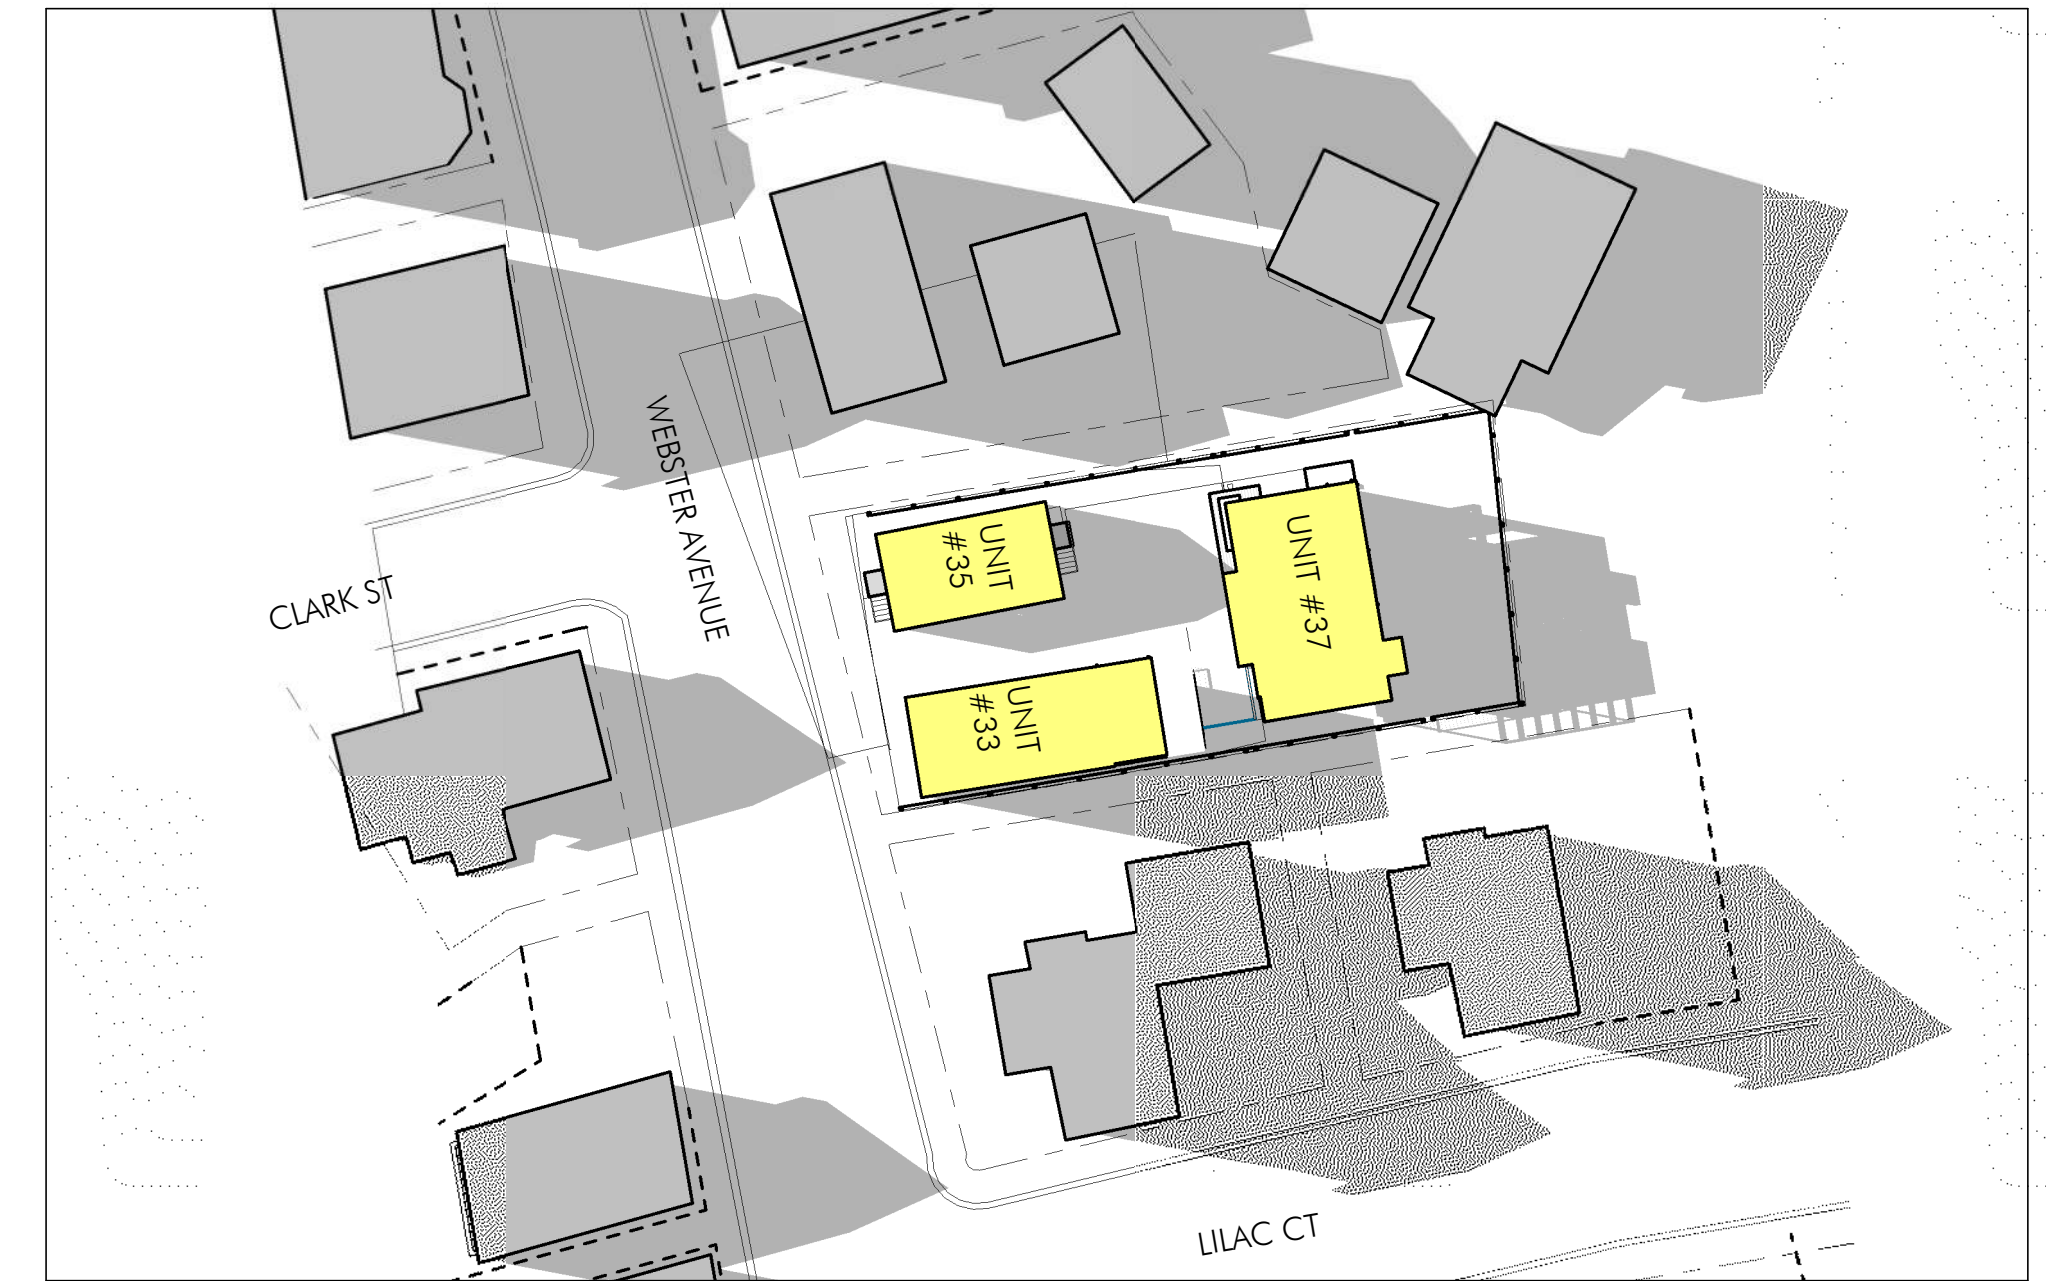 WEBSTER AVENUE
CLARK ST
UNIT
#35
UNIT #37
UNIT
#33
LILAC CT